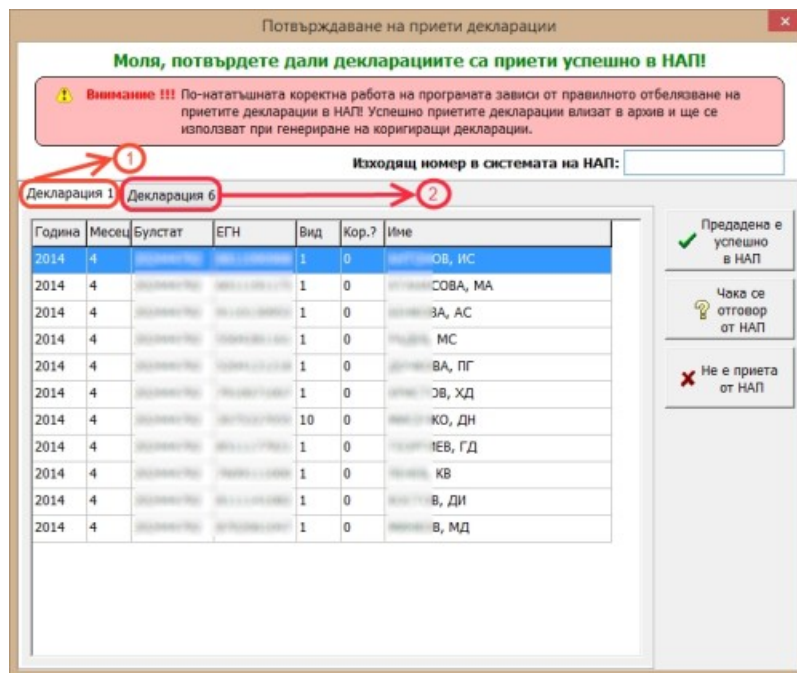 Потвърждаване на приети декларации
Моля, потвърдете дали декларациите са приети успешно в НАП!
Внимание !!! По-нататъшната коректна работа на програмата зависи от правилното отбелязване на
приетите декларации в НАП! Успешно приетите декларации влизат в архив и ще се
използват при генериране на коригиращи декларации.
1
Изходящ номер в системата на НАП:
Декларация 1 Декларация 6 2
Година Месец Булстат ЕГН Вид Кор.? Име
2014 4 1 0 ОВ, ИС
2014 4 1 0 СОВА, МА
2014 4 1 0 ВА, АС
2014 4 1 0 МС
2014 4 1 0 ВА, ПГ
2014 4 1 0 ОВ, ХД
2014 4 10 0 КО, ДН
2014 4 1 0 ИЕВ, ГД
2014 4 1 0 КВ
2014 4 1 0 В, ДИ
2014 4 1 0 В, МД
Предадена е
успешно
в НАП
Чака се
отговор
от НАП
Не е приета
от НАП